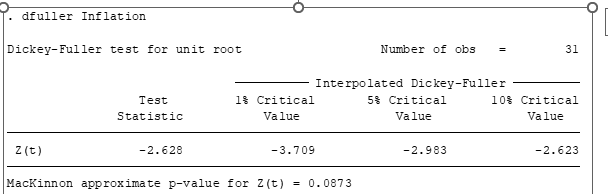 . dfuller Inflation
Dickey-Fuller test for unit root Number of obs = 31
Interpolated Dickey-Fuller
Test 1% Critical 5% Critical 10% Critical
Statistic Value Value Value
Z(t) -2.628 -3.709 -2.983 -2.623
MacKinnon approximate p-value for Z(t) = 0.0873